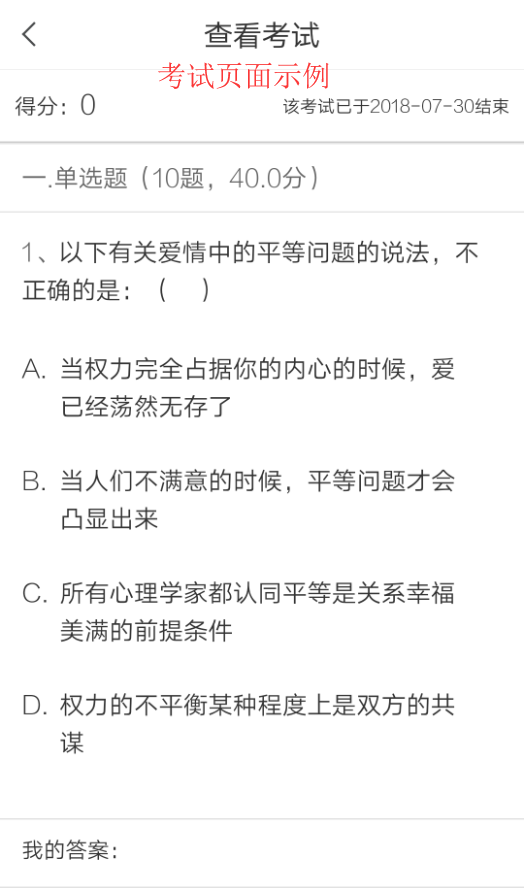 查看考试
考试页面示例
得分：0 该考试已于2018-07-30结束
一.单选题（10题，40.0分）
1、以下有关爱情中的平等问题的说法，不
正确的是：（ ）
A. 当权力完全占据你的内心的时候，爱
已经荡然无存了
B. 当人们不满意的时候，平等问题才会
凸显出来
C. 所有心理学家都认同平等是关系幸福
美满的前提条件
D. 权力的不平衡某种程度上是双方的共
谋
我的答案：